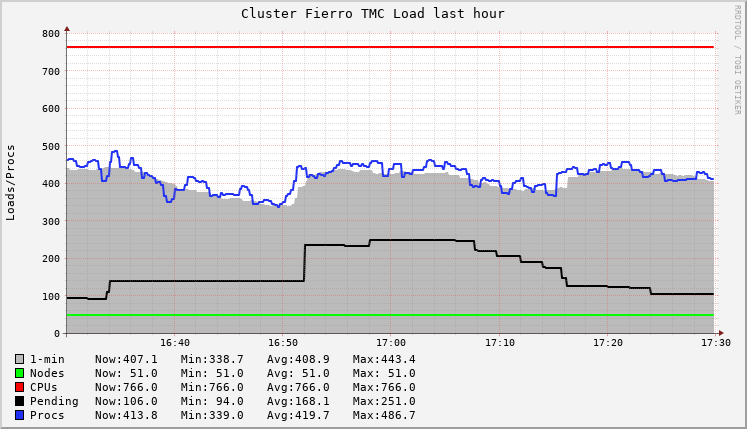 Cluster Fierro TMC Load last hour
RRDTOOL / TOBI OETIKER
Loads/Procs
800
700
600
500
400
300
200
100
0
16:40 16:50 17:00 17:10 17:20 17:30
1-min Now:407.1 Min:338.7 Avg:408.9 Max:443.4
Nodes Now: 51.0 Min: 51.0 Avg: 51.0 Max: 51.0
CPUs Now:766.0 Min:766.0 Avg:766.0 Max:766.0
Pending Now:106.0 Min: 94.0 Avg:168.1 Max:251.0
Procs Now:413.8 Min:339.0 Avg:419.7 Max:486.7